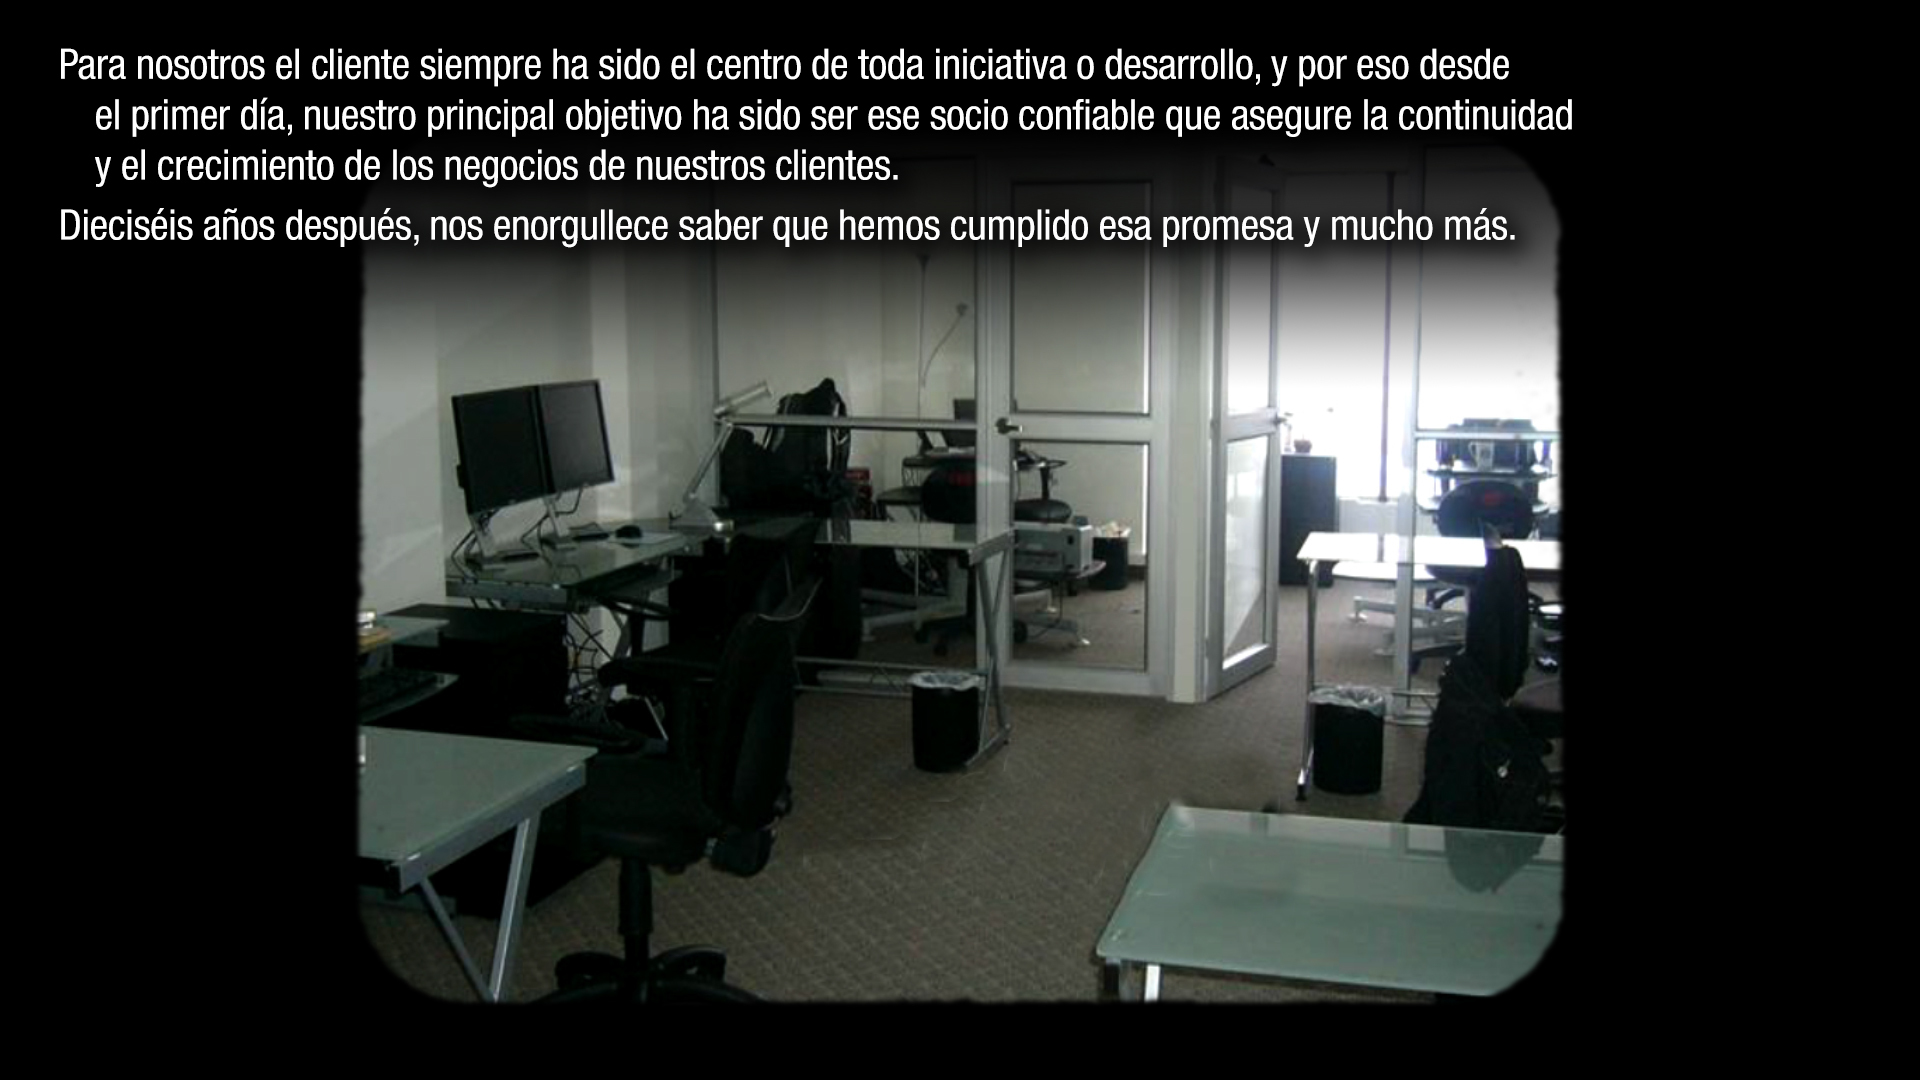 Para nosotros el cliente siempre ha sido el centro de toda iniciativa o desarrollo, y por eso desde
el primer día, nuestro principal objetivo ha sido ser ese socio confiable que asegure la continuidad
y el crecimiento de los negocios de nuestros clientes.
Dieciséis años después, nos enorgullece saber que hemos cumplido esa promesa y mucho más.